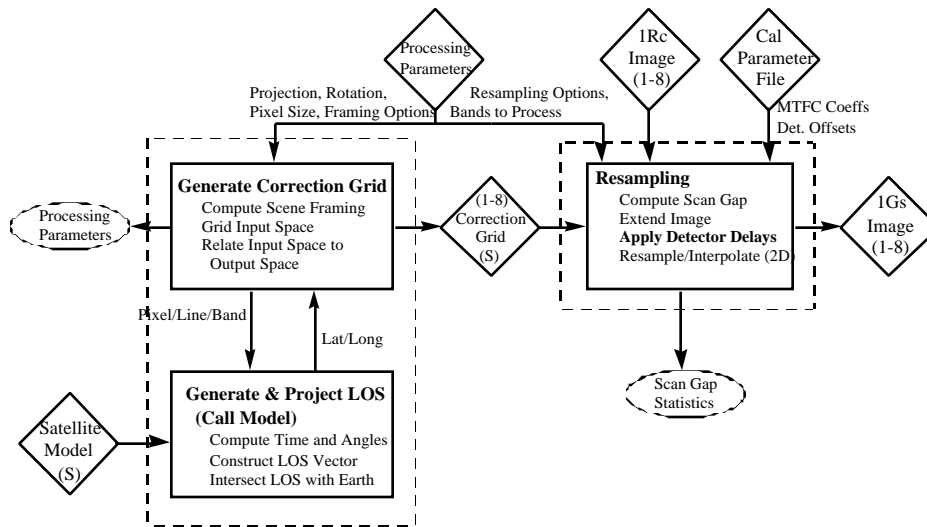 Processing
Parameters
1Rc
Image
(1-8)
Cal
Parameter
File
Projection, Rotation,
Pixel Size, Framing Options
Resampling Options,
Bands to Process
MTFC Coeffs
Det. Offsets
Generate Correction Grid
Compute Scene Framing
Grid Input Space
Relate Input Space to
Output Space
Processing
Parameters
(1-8)
Correction
Grid
(S)
Resampling
Compute Scan Gap
Extend Image
Apply Detector Delays
Resample/Interpolate (2D)
1Gs
Image
(1-8)
Pixel/Line/Band
Lat/Long
Generate & Project LOS
(Call Model)
Compute Time and Angles
Construct LOS Vector
Intersect LOS with Earth
Satellite
Model
(S)
Scan Gap
Statistics